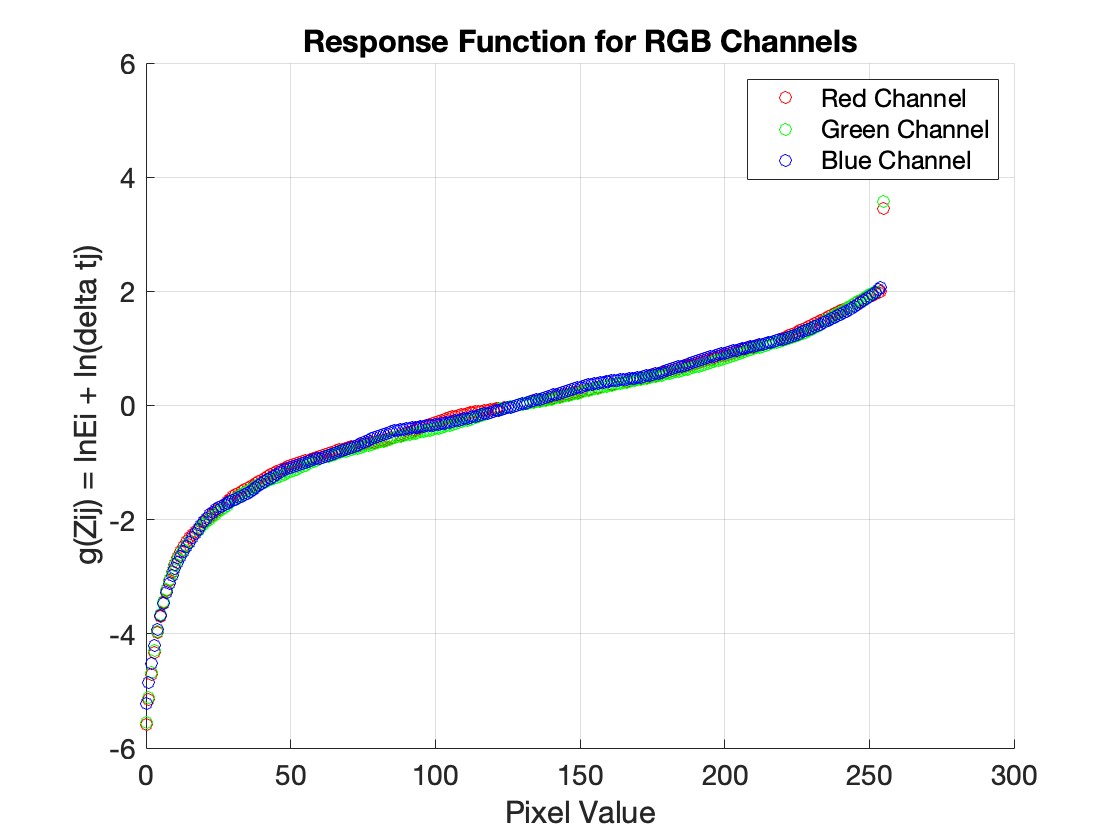 Response Function for RGB Channels
Red Channel
Green Channel
Blue Channel
6
4
2
0
-2
-4
-6
g(Zij) = lnEi + ln(delta tj)
0 50 100 150 200 250 300
Pixel Value